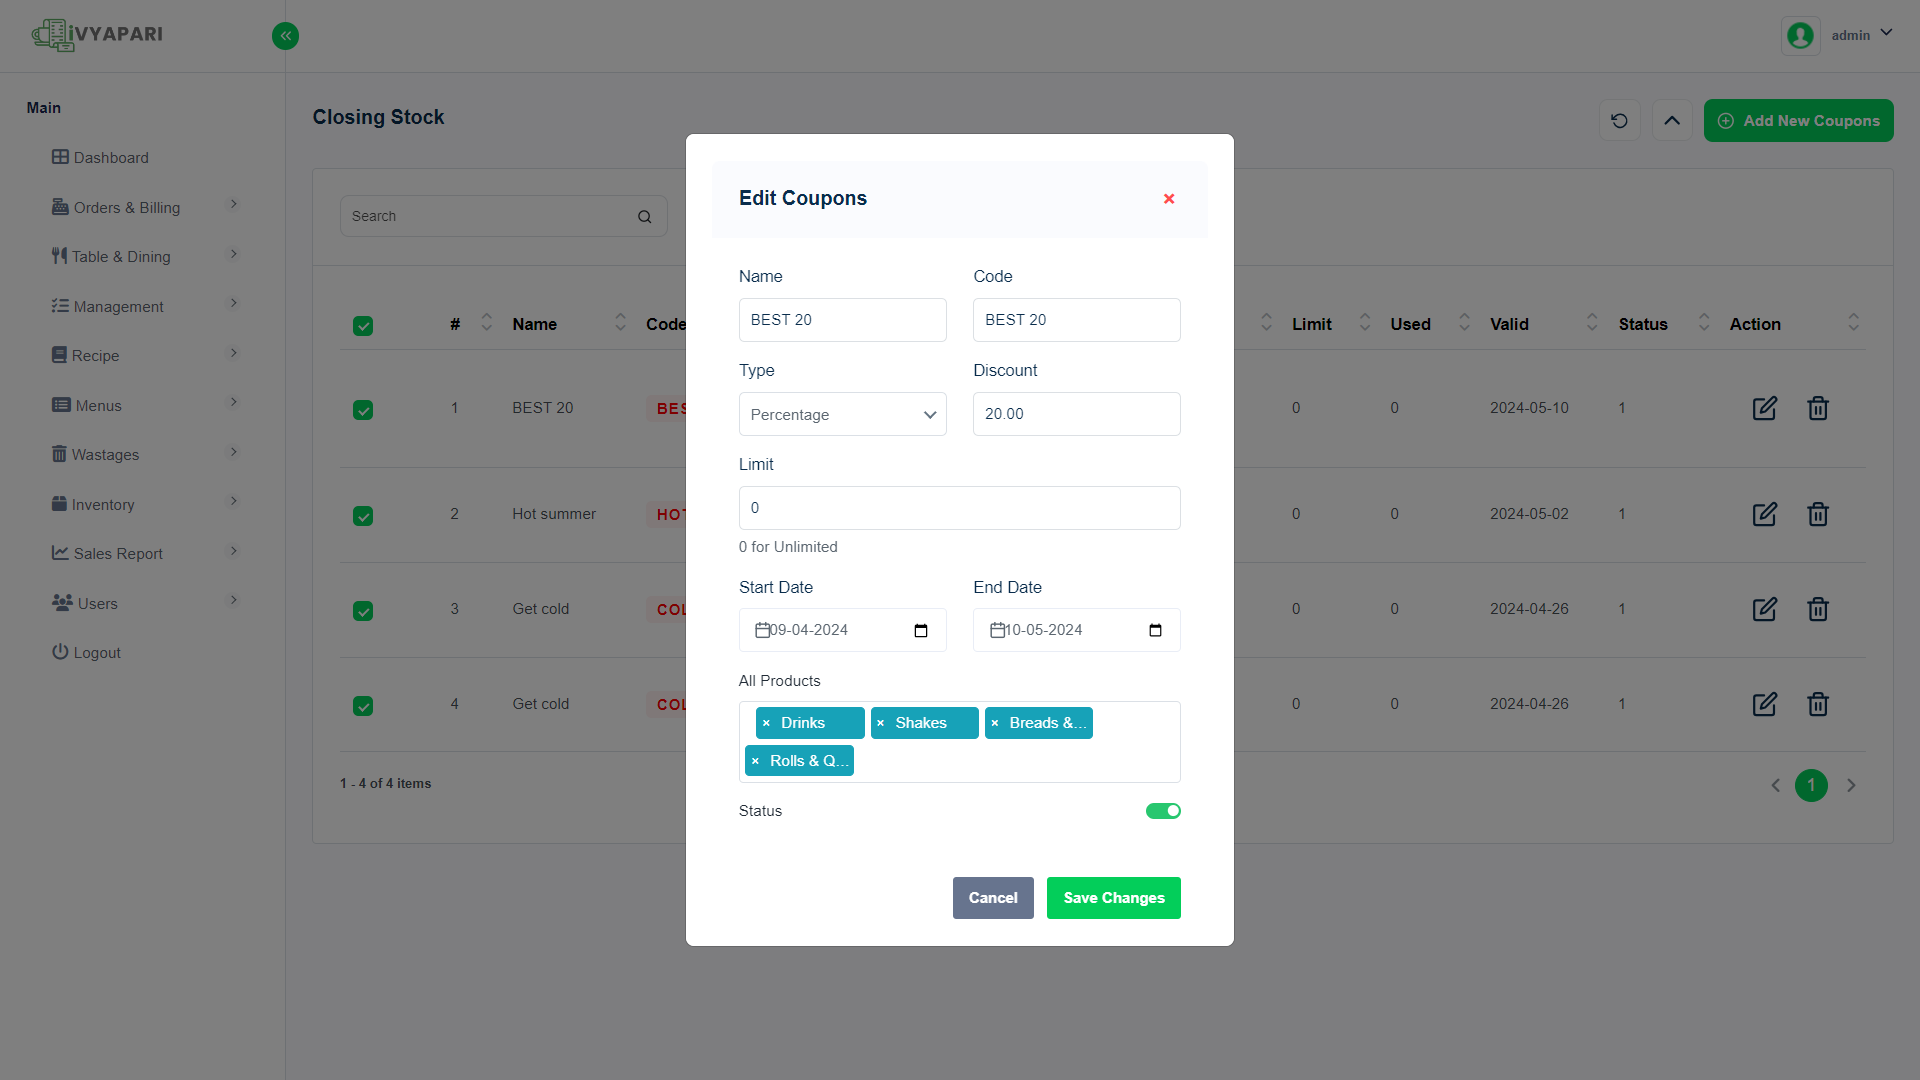 iVYAPARI
admin
Main
Dashboard
Orders & Billing
Table & Dining
Management
Recipe
Menus
Wastages
Inventory
Sales Report
Users
Logout
Closing Stock
Add New Coupons
Search
# Name Code Limit Used Valid Status Action
1 BEST 20 BES 0 0 2024-05-10 1
2 Hot summer HOT 0 0 2024-05-02 1
3 Get cold COL 0 0 2024-04-26 1
4 Get cold COL 0 0 2024-04-26 1
1 - 4 of 4 items
1
Edit Coupons
Name Code
BEST 20 BEST 20
Type Discount
Percentage 20.00
Limit
0
0 for Unlimited
Start Date End Date
09-04-2024 10-05-2024
All Products
× Drinks × Shakes × Breads &...
× Rolls & Q...
Status
Cancel Save Changes